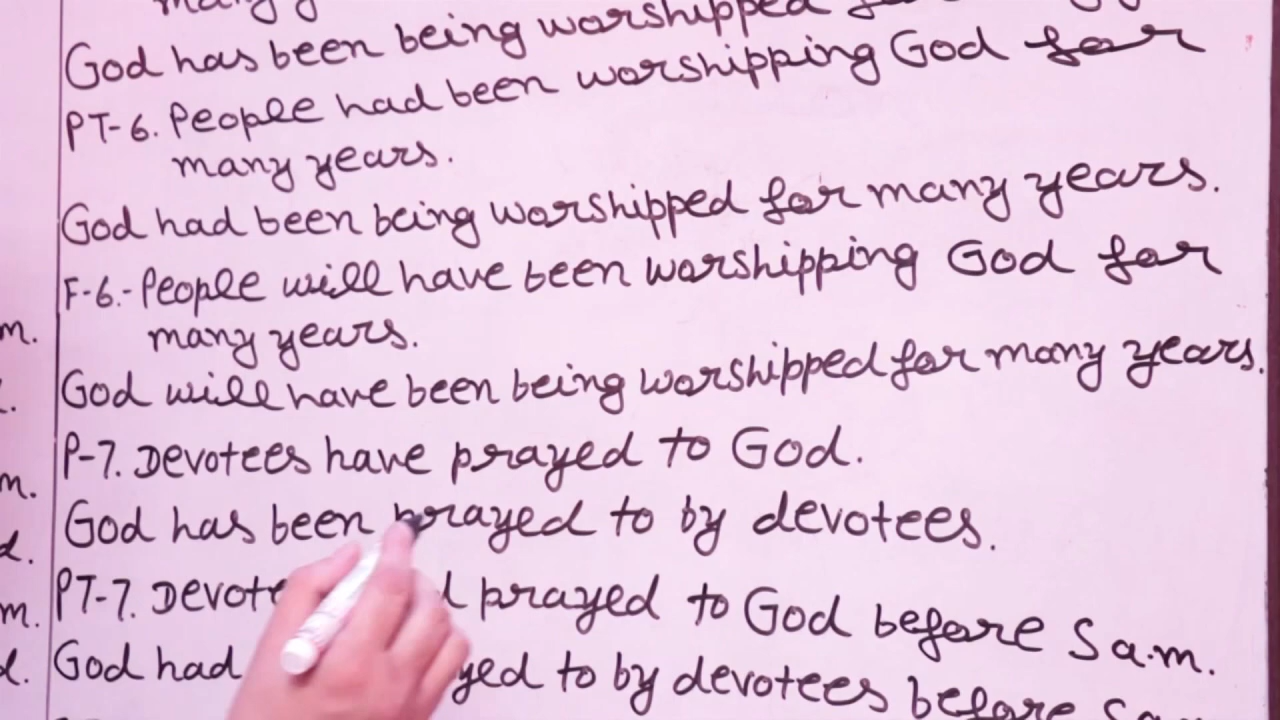 many y
God has been being worshipped for
PT-6. People had been worshipping God for
many years.
God had been being worshipped for many years.
F-6.- People will have been worshipping God for
many years.
m.
God will have been being worshipped for many years.
P-7. Devotees have prayed to God.
m.
God has been prayed to by devotees.
d.
PT-7. Devote prayed to God before 5 a.m.
m.
God had yed to by devotees before 5 a.m
d.